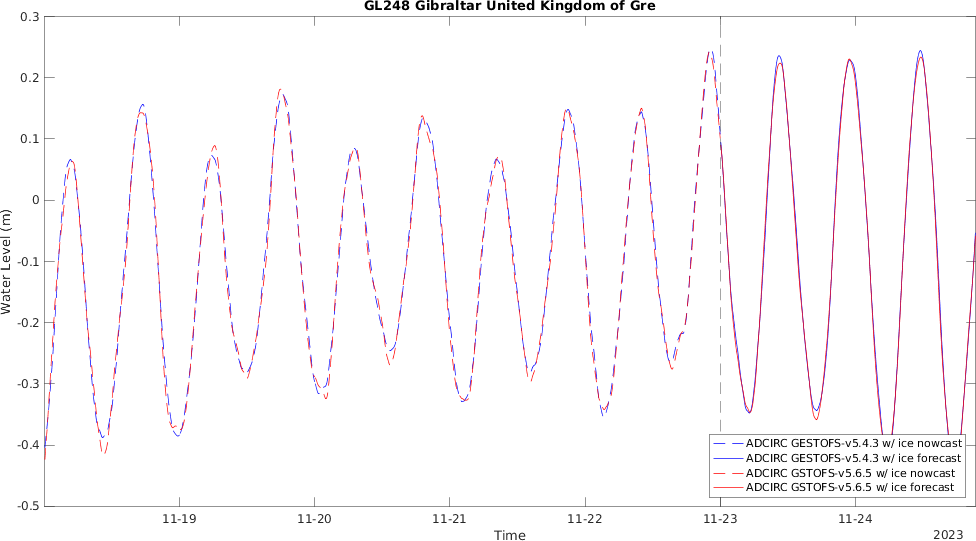 GL248 Gibraltar United Kingdom of Gre
0.3
0.2
0.1
0
-0.1
-0.2
-0.3
-0.4
-0.5
Water Level (m)
ADCIRC GESTOFS-v5.4.3 w/ ice nowcast
ADCIRC GESTOFS-v5.4.3 w/ ice forecast
ADCIRC GSTOFS-v5.6.5 w/ ice nowcast
ADCIRC GSTOFS-v5.6.5 w/ ice forecast
11-19 11-20 11-21 11-22 11-23 11-24
Time
2023